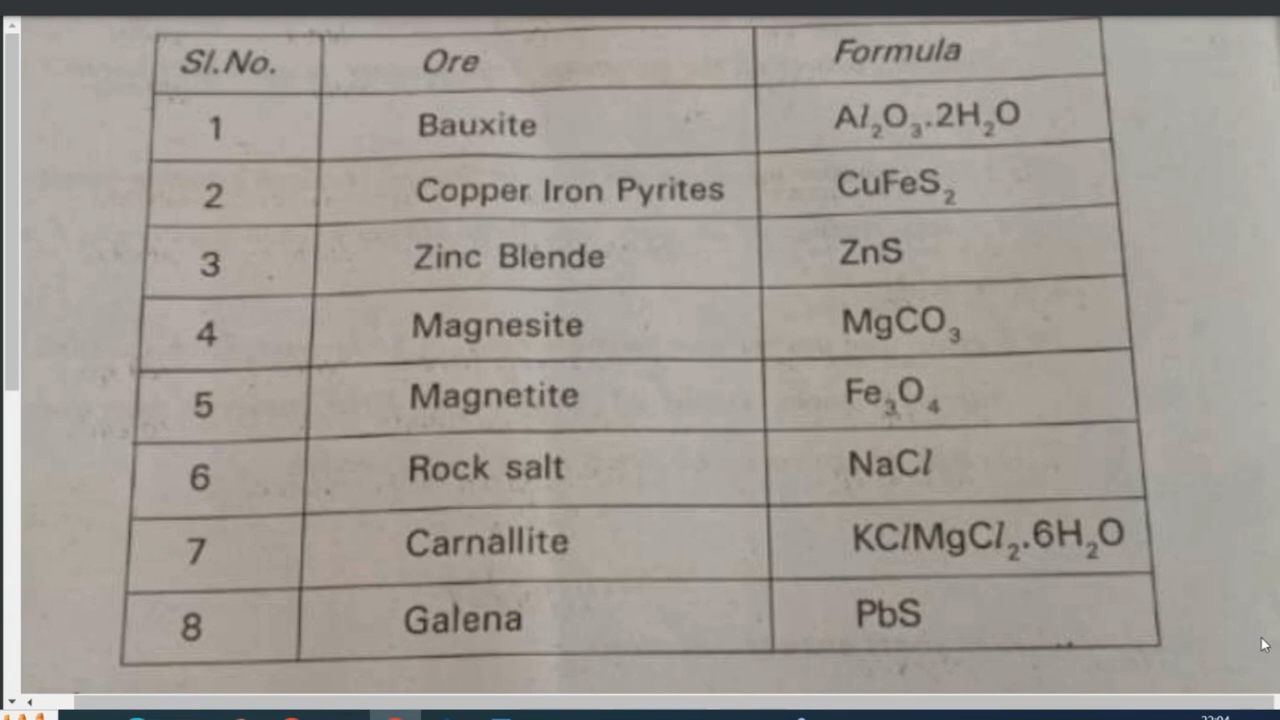 Sl.No. Ore Formula
1 Bauxite Al₂O₃.2H₂O
2 Copper Iron Pyrites CuFeS₂
3 Zinc Blende ZnS
4 Magnesite MgCO₃
5 Magnetite Fe₃O₄
6 Rock salt NaCl
7 Carnallite KClMgCl₂.6H₂O
8 Galena PbS